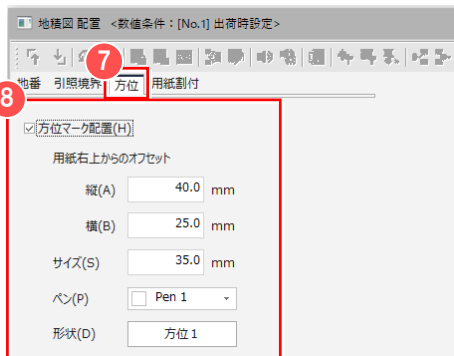 地積図 配置 <数値条件：[No.1] 出荷時設定>
7
地番 引照境界 方位 用紙割付
8
方位マーク配置(H)
用紙右上からのオフセット
縦(A) 40.0 mm
横(B) 25.0 mm
サイズ(S) 35.0 mm
ペン(P) Pen 1
形状(D) 方位1